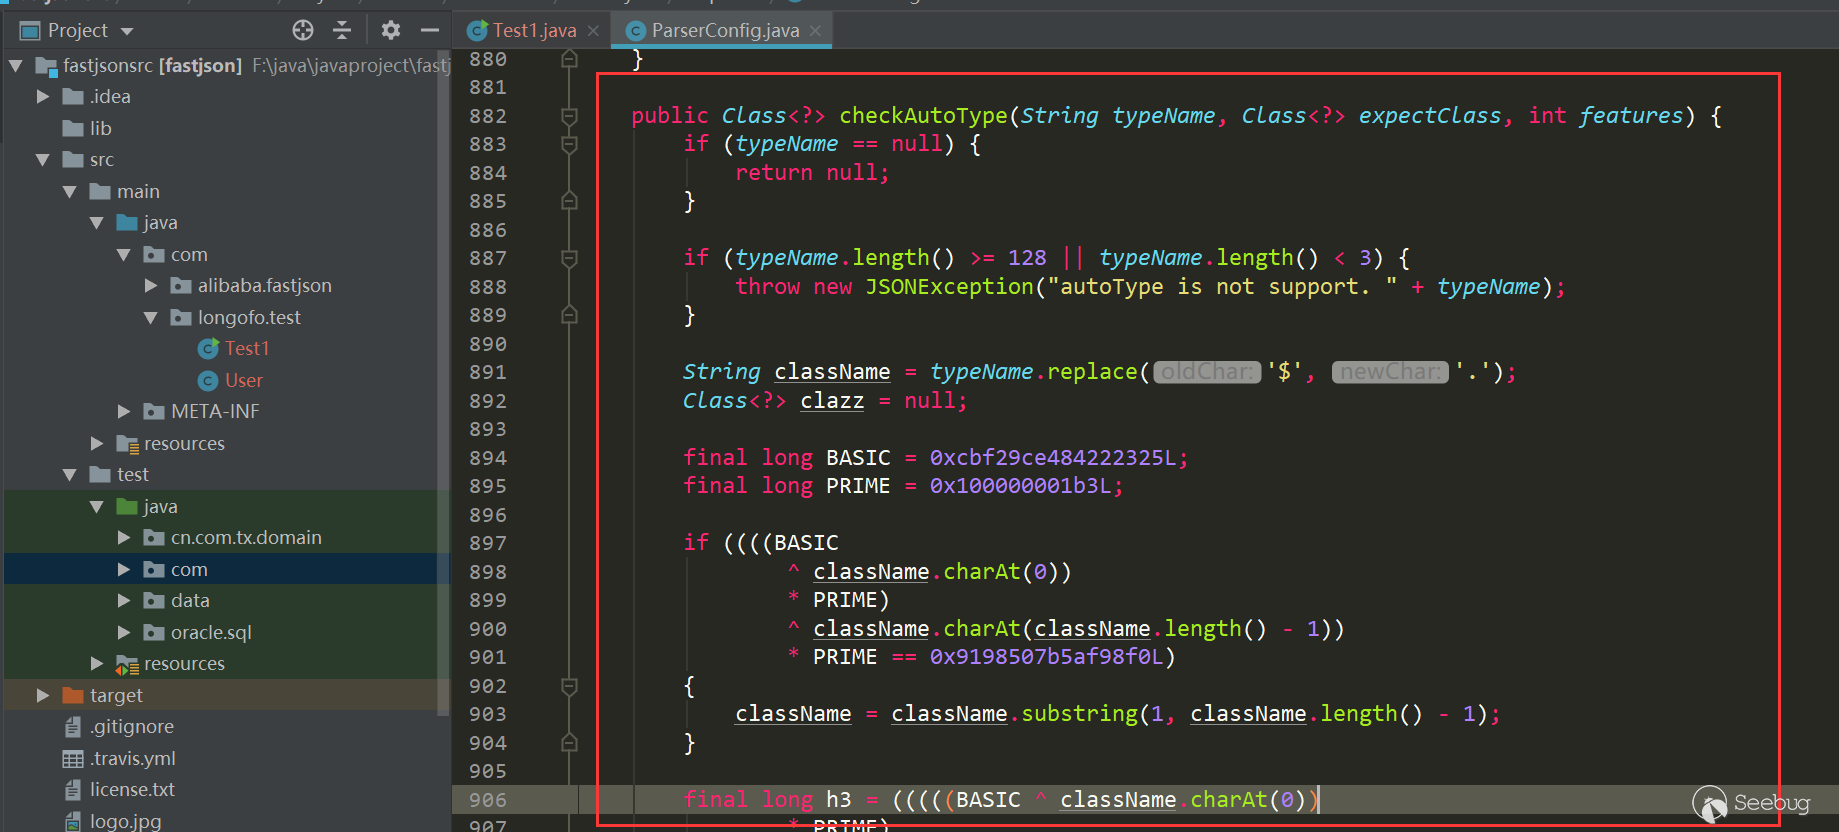 Project
Test1.java
ParserConfig.java
fastjsonsrc [fastjson] F:\java\javaproject\fastj
.idea
lib
src
main
java
com
alibaba.fastjson
longofo.test
Test1
User
META-INF
resources
test
java
cn.com.tx.domain
com
data
oracle.sql
resources
target
.gitignore
.travis.yml
license.txt
logo.jpg
880 }
881
882 public Class<?> checkAutoType(String typeName, Class<?> expectClass, int features) {
883 if (typeName == null) {
884 return null;
885 }
886
887 if (typeName.length() >= 128 || typeName.length() < 3) {
888 throw new JSONException("autoType is not support. " + typeName);
889 }
890
891 String className = typeName.replace( oldChar: '$', newChar: '.');
892 Class<?> clazz = null;
893
894 final long BASIC = 0xcbf29ce484222325L;
895 final long PRIME = 0x100000001b3L;
896
897 if ((((BASIC
898 ^ className.charAt(0))
899 * PRIME)
900 ^ className.charAt(className.length() - 1))
901 * PRIME == 0x9198507b5af98f0L)
902 {
903 className = className.substring(1, className.length() - 1);
904 }
905
906 final long h3 = (((((BASIC ^ className.charAt(0))
907 * PRIME)
Seebug